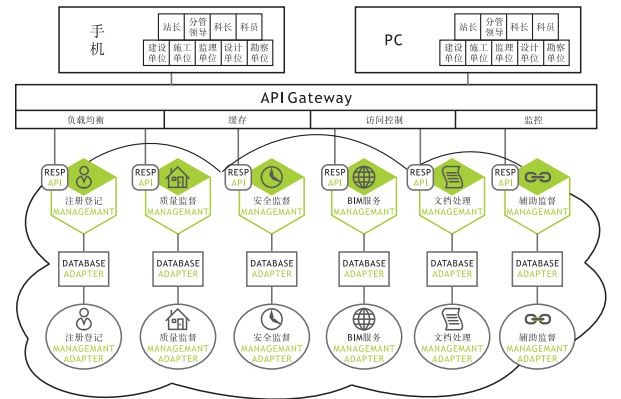 手机
站长 分管领导 科长 科员
建设单位 施工单位 监理单位 设计单位 勘察单位
PC
站长 分管领导 科长 科员
建设单位 施工单位 监理单位 设计单位 勘察单位
API Gateway
负载均衡 缓存 访问控制 监控
RESP API RESP API RESP API RESP API RESP API RESP API
注册登记 质量监督 安全监督 BIM服务 文档处理 辅助监督
MANAGEMANT MANAGEMANT MANAGEMANT MANAGEMANT MANAGEMANT MANAGEMANT
DATABASE DATABASE DATABASE DATABASE DATABASE DATABASE
ADAPTER ADAPTER ADAPTER ADAPTER ADAPTER ADAPTER
注册登记 质量监督 安全监督 BIM服务 文档处理 辅助监督
MANAGEMANT MANAGEMANT MANAGEMANT MANAGEMANT MANAGEMANT MANAGEMANT
ADAPTER ADAPTER ADAPTER ADAPTER ADAPTER ADAPTER